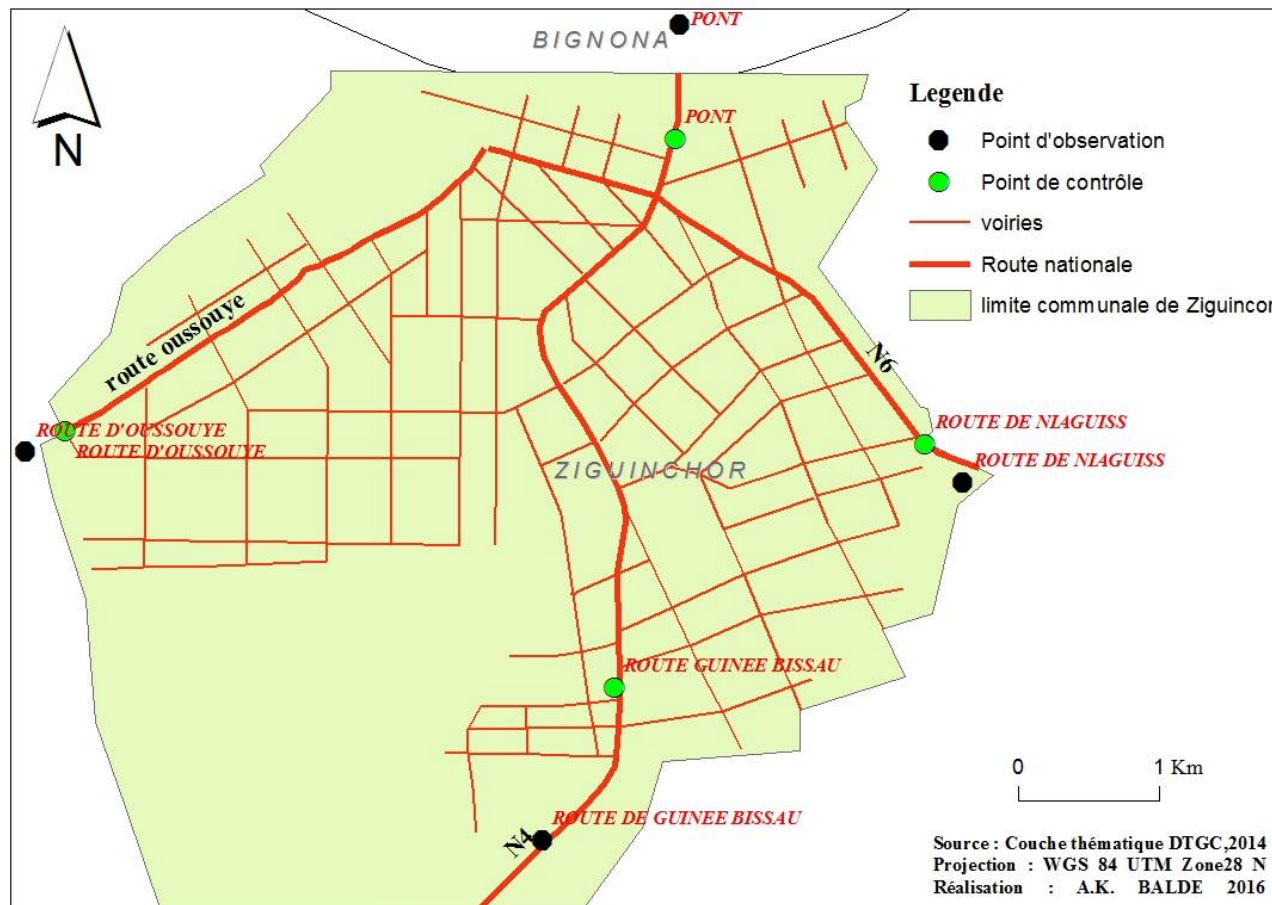 PONT
BIGNONA
N
PONT
Legende
Point d'observation
Point de contrôle
voiries
Route nationale
limite communale de Ziguincor
route oussouye
N6
ROUTE D'OUSSOUYE
ROUTE D'OUSSOUYE
ROUTE DE NIAGUISS
ROUTE DE NIAGUISS
ZIGUINCHOR
ROUTE GUINEE BISSAU
0 1 Km
ROUTE DE GUINEE BISSAU
N4
Source : Couche thématique DTGC,2014
Projection : WGS 84 UTM Zone28 N
Réalisation : A.K. BALDE 2016